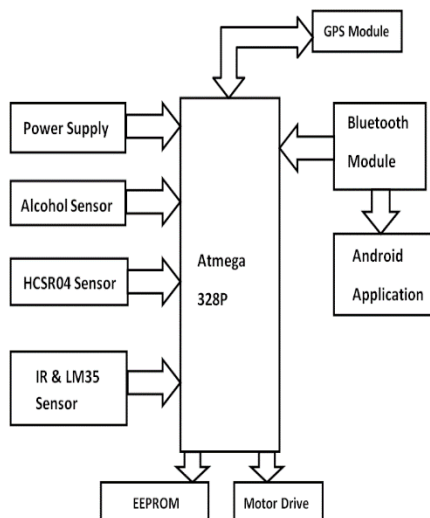 GPS Module
Power Supply
Bluetooth
Module
Alcohol Sensor
Atmega
328P
Android
Application
HCSR04 Sensor
IR & LM35
Sensor
EEPROM
Motor Drive